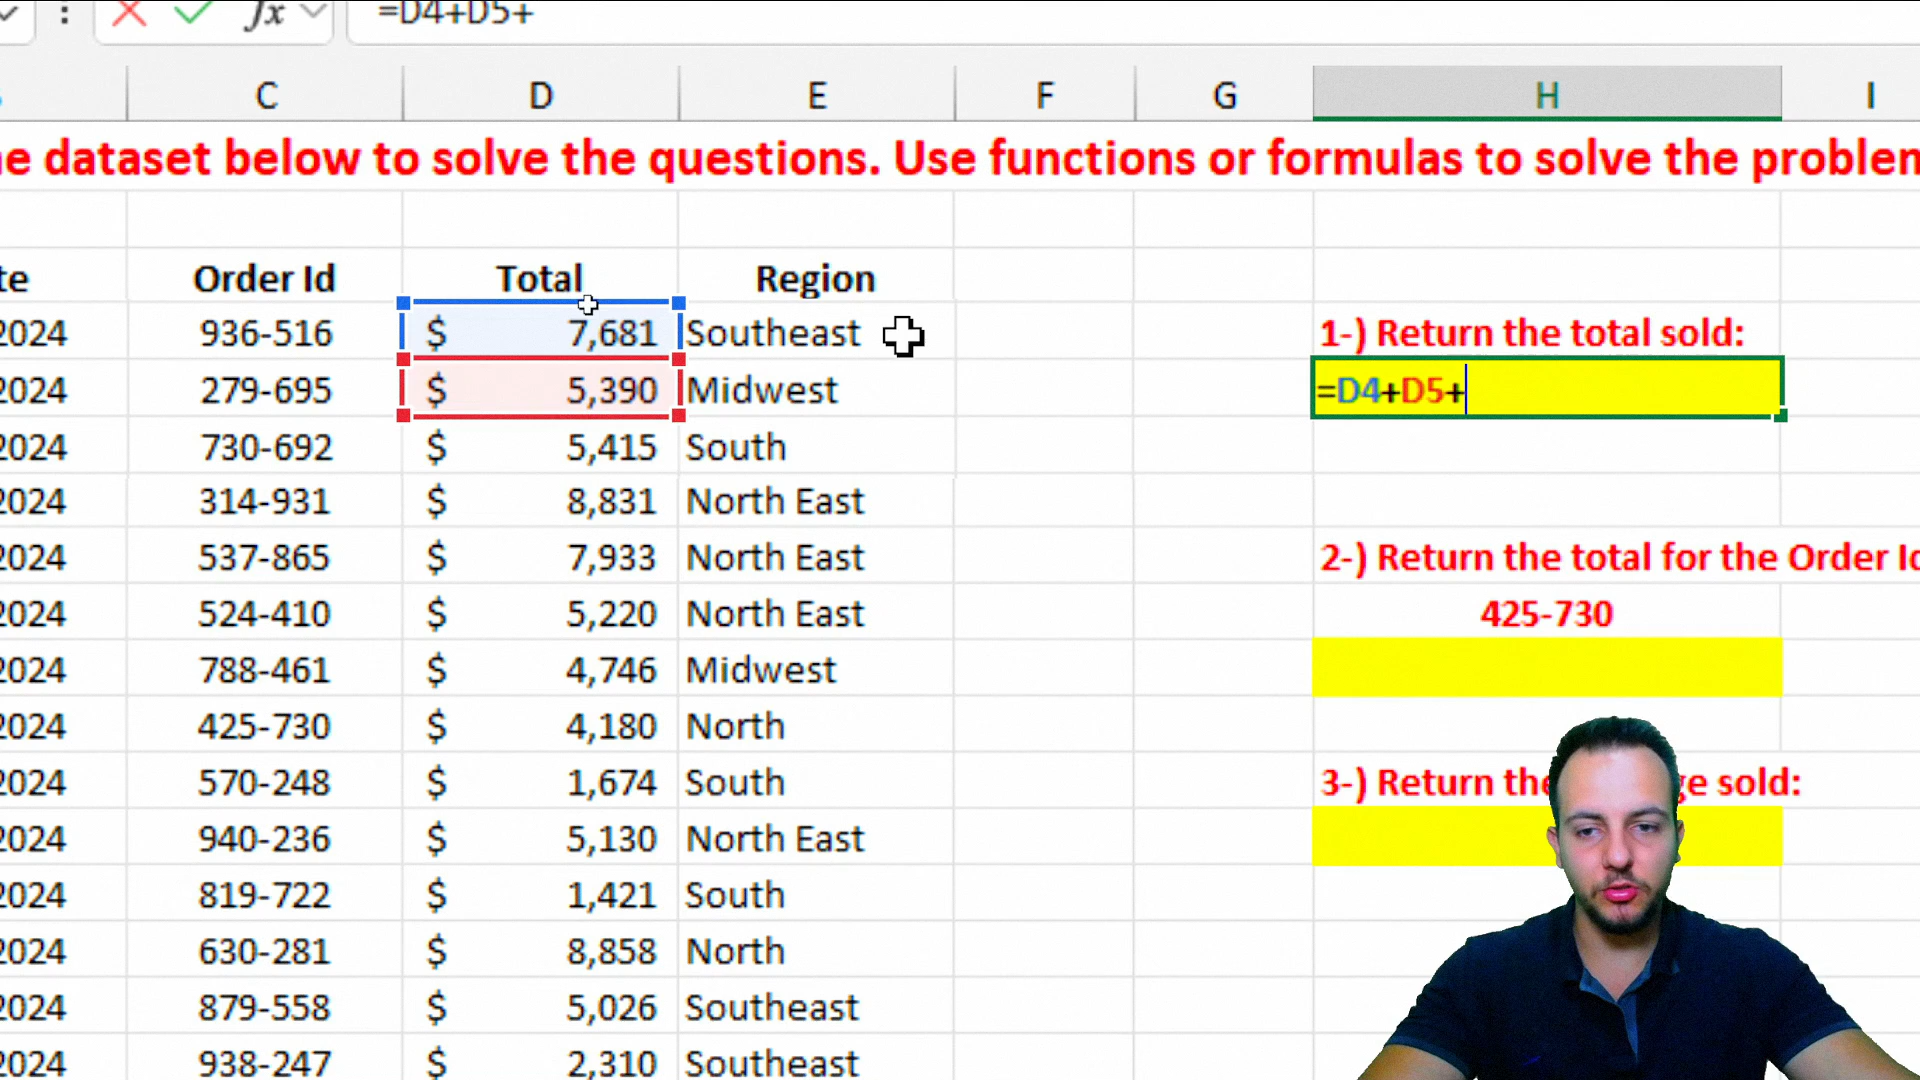 fx =D4+D5+
C D E F G H I
e dataset below to solve the questions. Use functions or formulas to solve the problem
te Order Id Total Region
2024 936-516 $ 7,681 Southeast 1-) Return the total sold:
2024 279-695 $ 5,390 Midwest =D4+D5+
2024 730-692 $ 5,415 South
2024 314-931 $ 8,831 North East
2024 537-865 $ 7,933 North East 2-) Return the total for the Order Id
2024 524-410 $ 5,220 North East 425-730
2024 788-461 $ 4,746 Midwest
2024 425-730 $ 4,180 North
2024 570-248 $ 1,674 South 3-) Return the ge sold:
2024 940-236 $ 5,130 North East
2024 819-722 $ 1,421 South
2024 630-281 $ 8,858 North
2024 879-558 $ 5,026 Southeast
2024 938-247 $ 2,310 Southeast